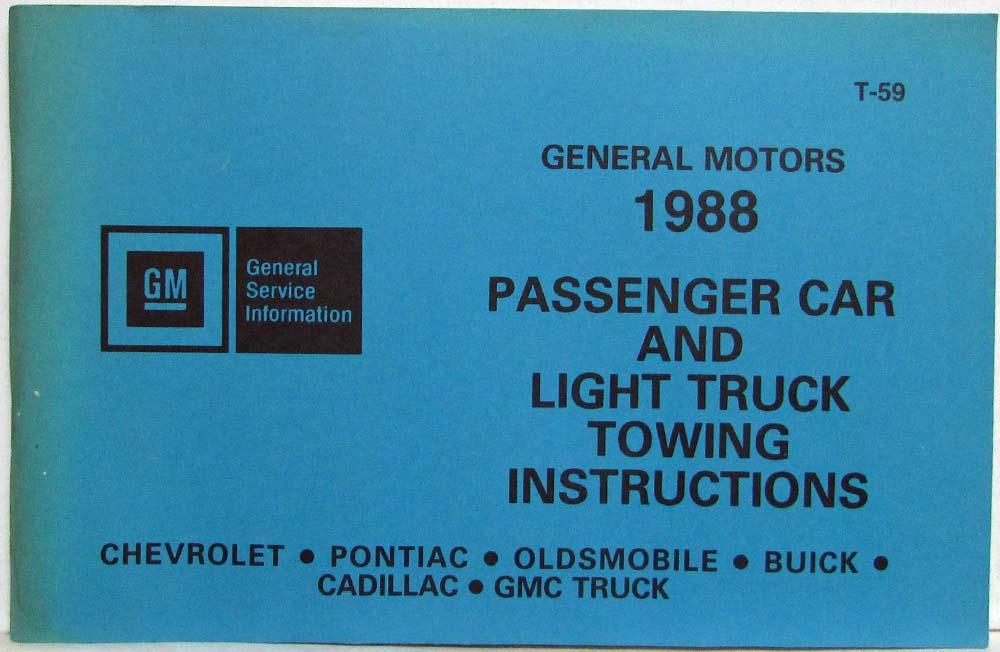 T-59
GENERAL MOTORS
1988
PASSENGER CAR
AND
LIGHT TRUCK
TOWING
INSTRUCTIONS
GM
General
Service
Information
CHEVROLET • PONTIAC • OLDSMOBILE • BUICK •
CADILLAC • GMC TRUCK